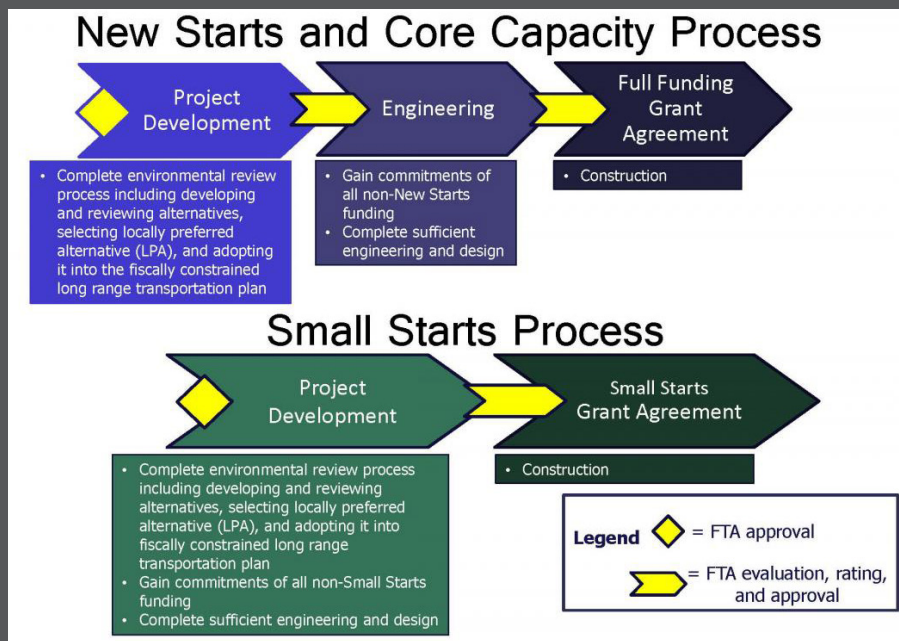 New Starts and Core Capacity Process
Project
Development
Engineering
Full Funding
Grant
Agreement
• Complete environmental review
process including developing
and reviewing alternatives,
selecting locally preferred
alternative (LPA), and adopting
it into the fiscally constrained
long range transportation plan
• Gain commitments of
all non-New Starts
funding
• Complete sufficient
engineering and design
• Construction
Small Starts Process
Project
Development
Small Starts
Grant Agreement
• Complete environmental review process
including developing and reviewing
alternatives, selecting locally preferred
alternative (LPA), and adopting it into
fiscally constrained long range
transportation plan
• Gain commitments of all non-Small Starts
funding
• Complete sufficient engineering and design
• Construction
Legend
= FTA approval
= FTA evaluation, rating,
and approval